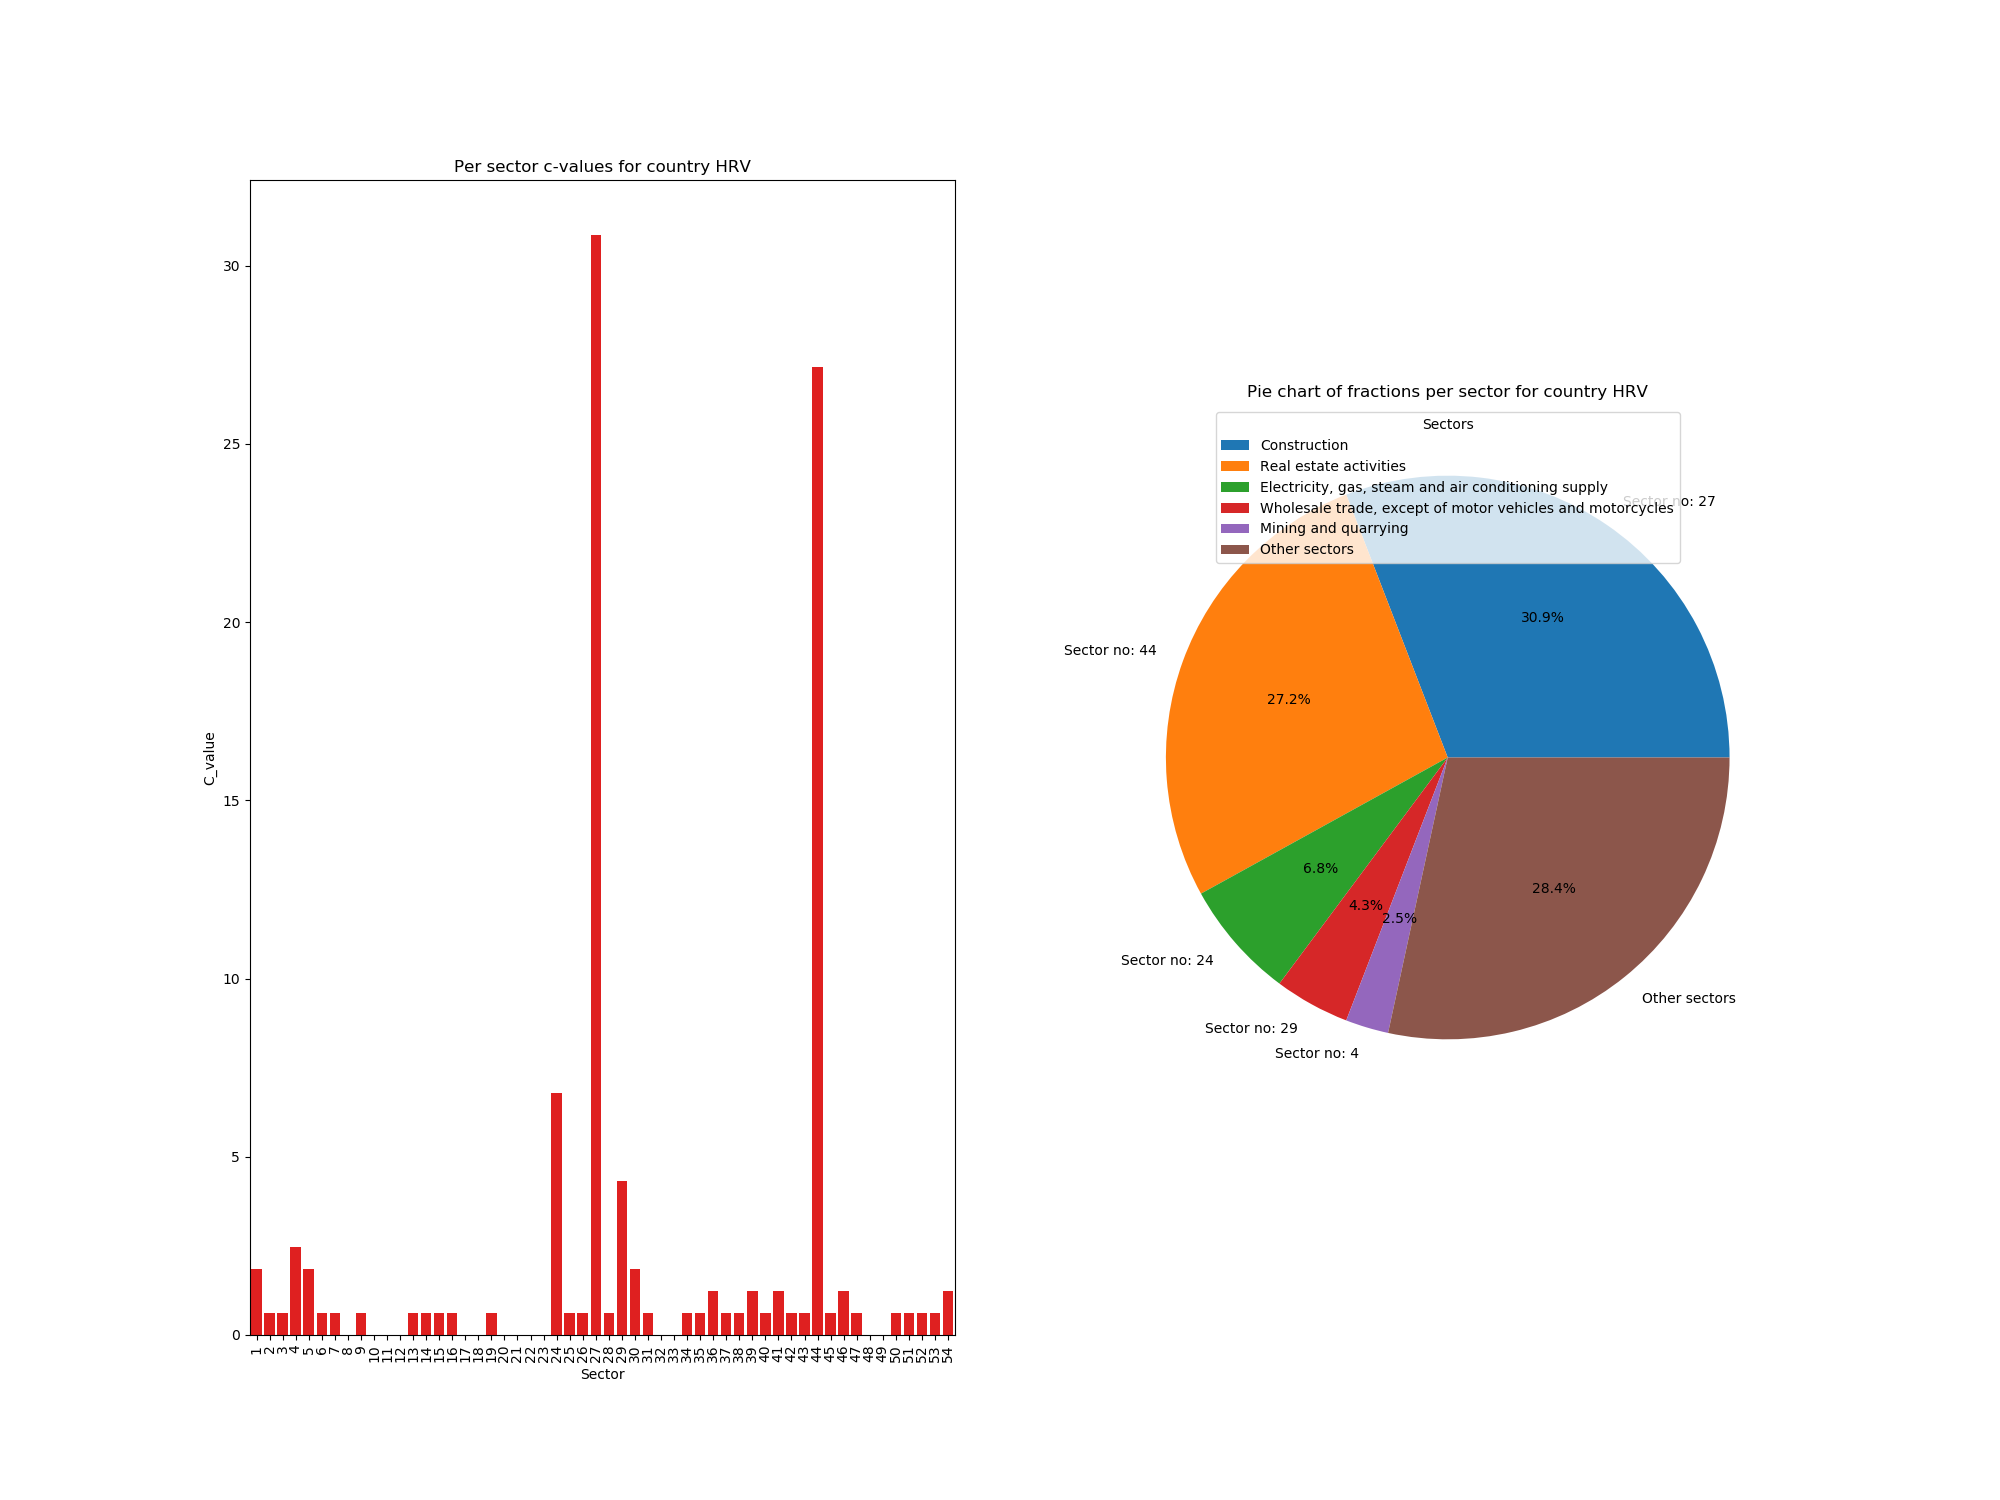 Per sector c-values for country HRV
30
25
20
15
10
5
0
C_value
1 2 3 4 5 6 7 8 9 10 11 12 13 14 15 16 17 18 19 20 21 22 23 24 25 26 27 28 29 30 31 32 33 34 35 36 37 38 39 40 41 42 43 44 45 46 47 48 49 50 51 52 53 54
Sector
Pie chart of fractions per sector for country HRV
Sectors
Construction
Real estate activities
Electricity, gas, steam and air conditioning supply
Wholesale trade, except of motor vehicles and motorcycles
Mining and quarrying
Other sectors
Sector no: 27
30.9%
Sector no: 44
27.2%
6.8%
4.3%
2.5%
28.4%
Sector no: 24
Other sectors
Sector no: 29
Sector no: 4